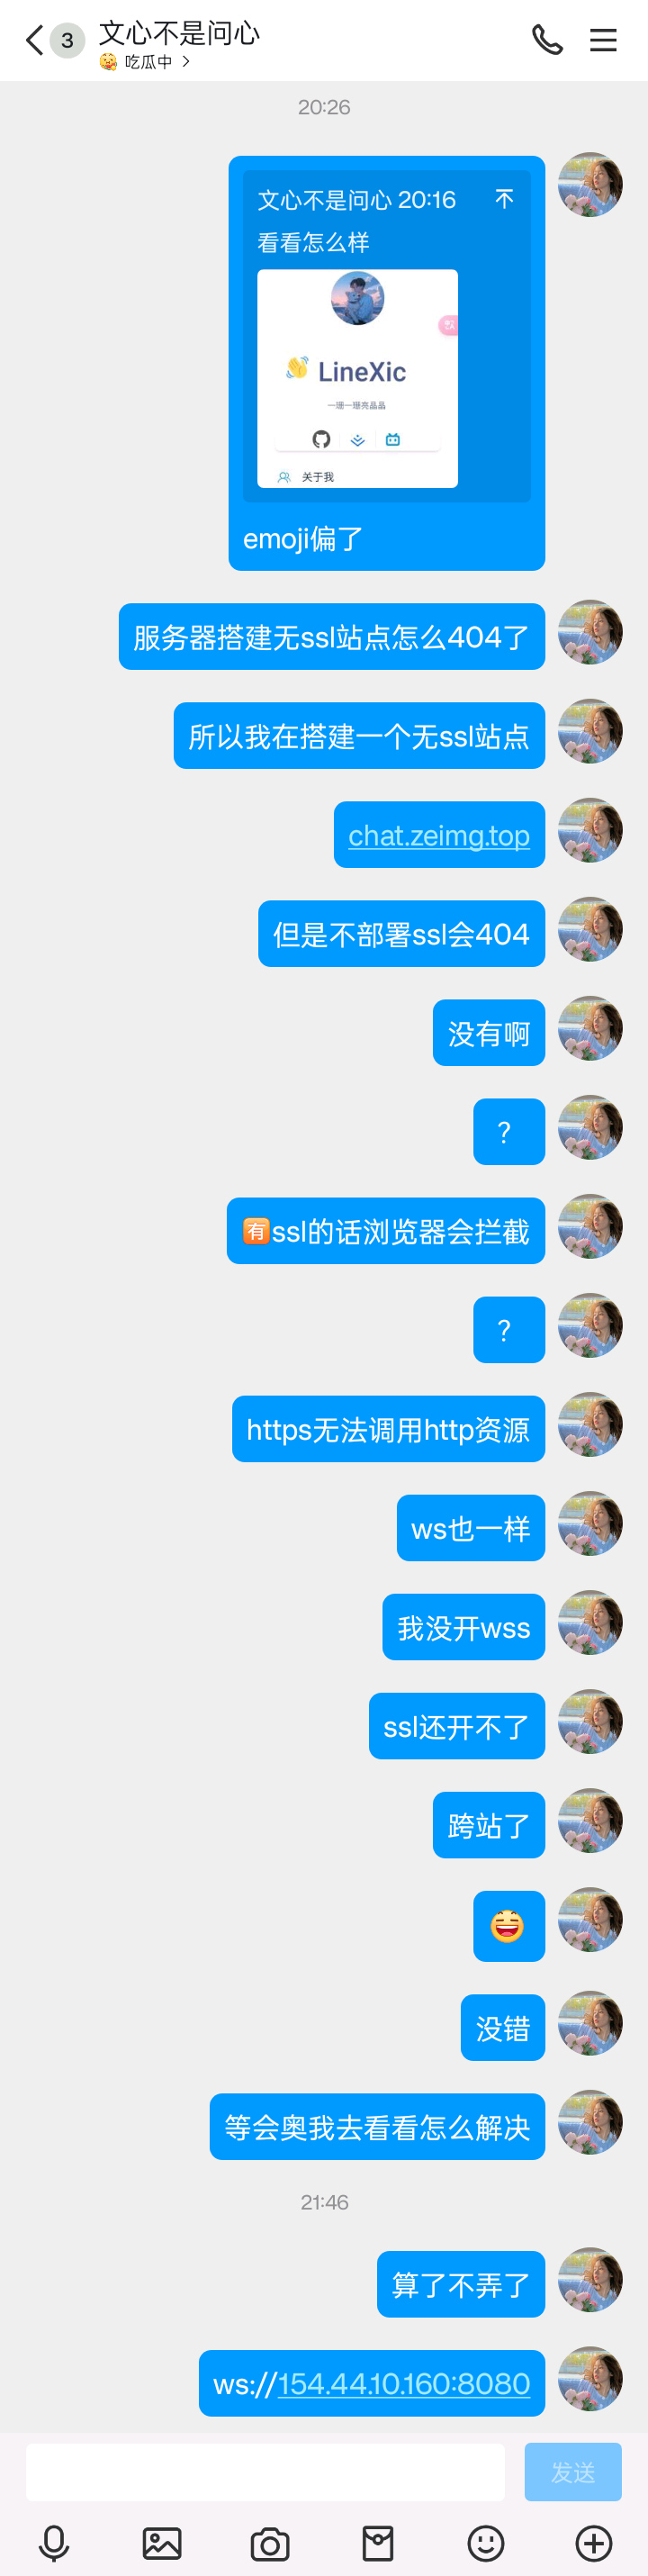 3
文心不是问心
吃瓜中
20:26
文心不是问心 20:16
看看怎么样
LineXic
一珊一珊亮晶晶
关于我
emoji偏了
服务器搭建无ssl站点怎么404了
所以我在搭建一个无ssl站点
chat.zeimg.top
但是不部署ssl会404
没有啊
？
🈶ssl的话浏览器会拦截
？
https无法调用http资源
ws也一样
我没开wss
ssl还开不了
跨站了
没错
等会奥我去看看怎么解决
21:46
算了不弄了
ws://154.44.10.160:8080
发送